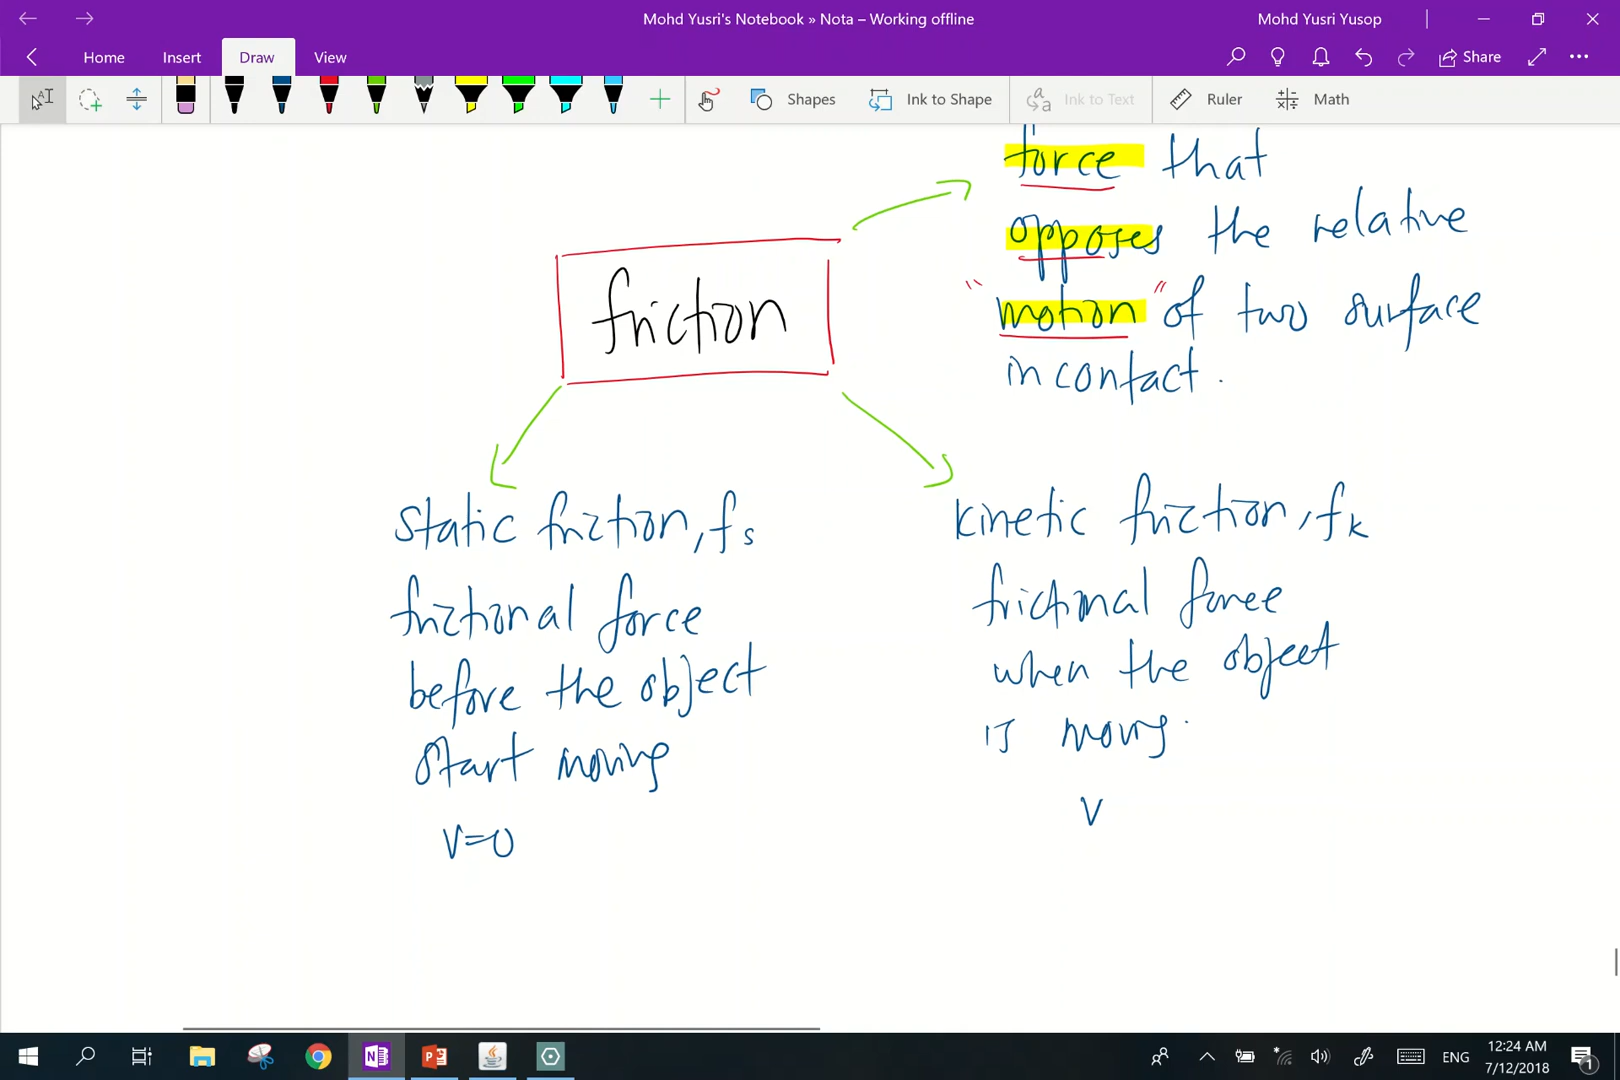 Mohd Yusri's Notebook » Nota – Working offline
Mohd Yusri Yusop
Home
Insert
Draw
View
Share
Shapes
Ink to Shape
Ink to Text
Ruler
Math
force that
opposes the relative
"motion" of two surface
in contact.
friction
static friction, fs
frictional force
before the object
start moving
v=0
kinetic friction, fk
frictional force
when the object
is moving.
v
ENG
12:24 AM
7/12/2018
1